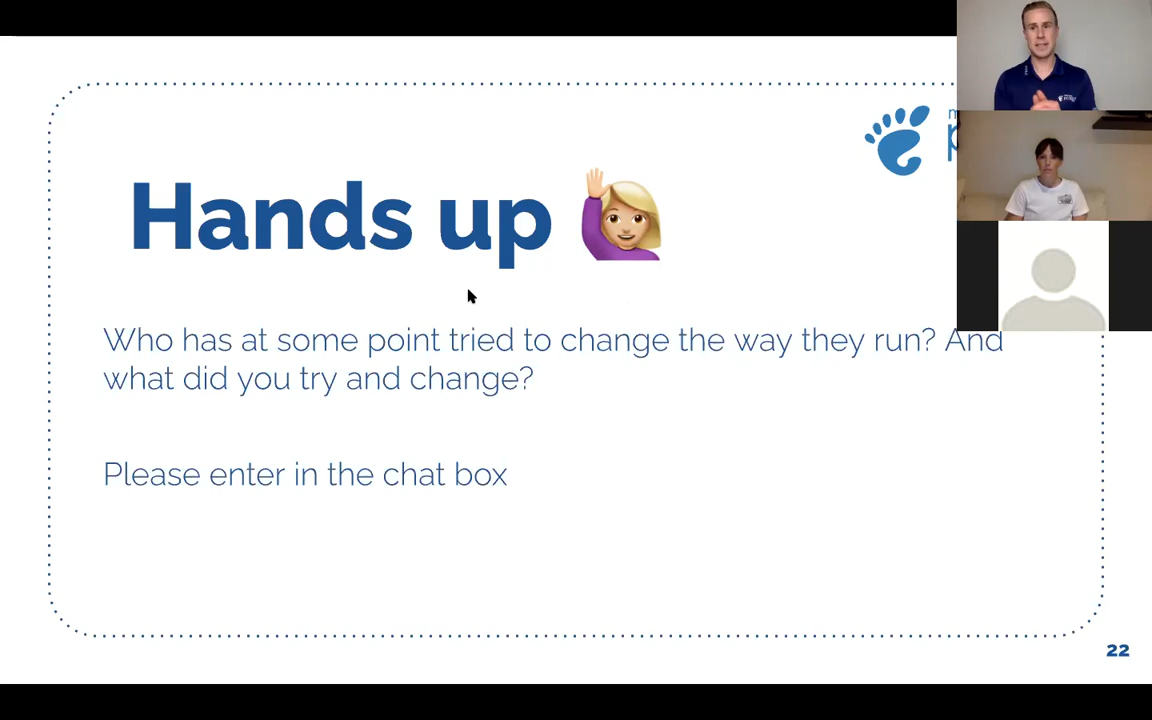 Hands up
Who has at some point tried to change the way they run? And
what did you try and change?
Please enter in the chat box
22